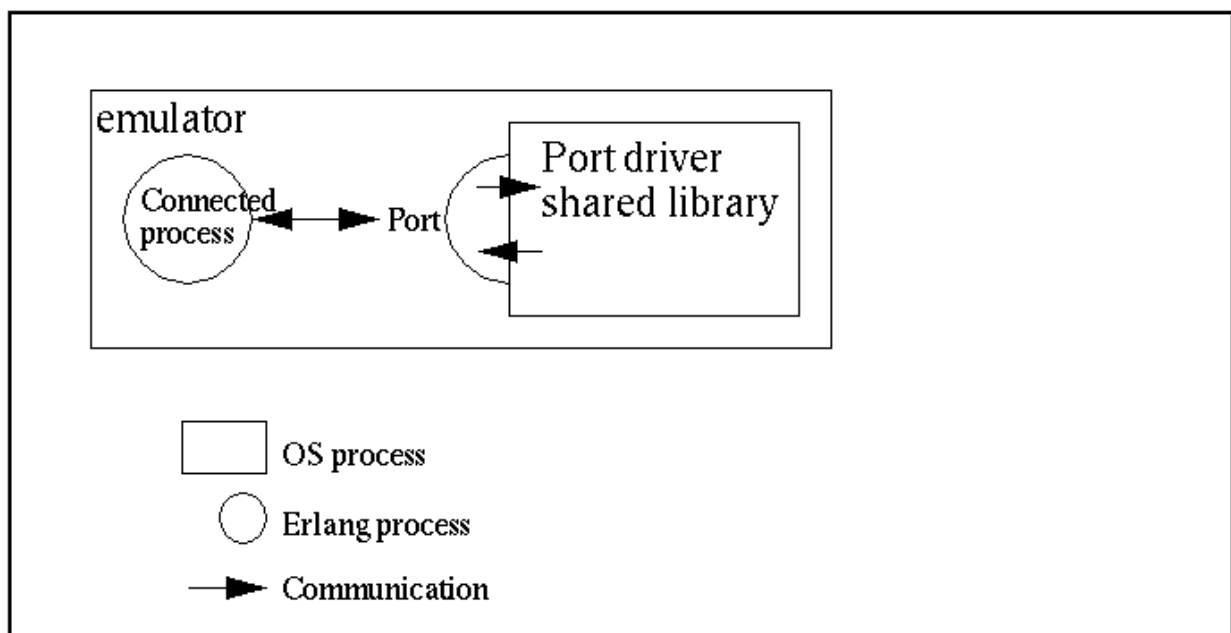 emulator
Connected
process
Port
Port driver
shared library
OS process
Erlang process
Communication